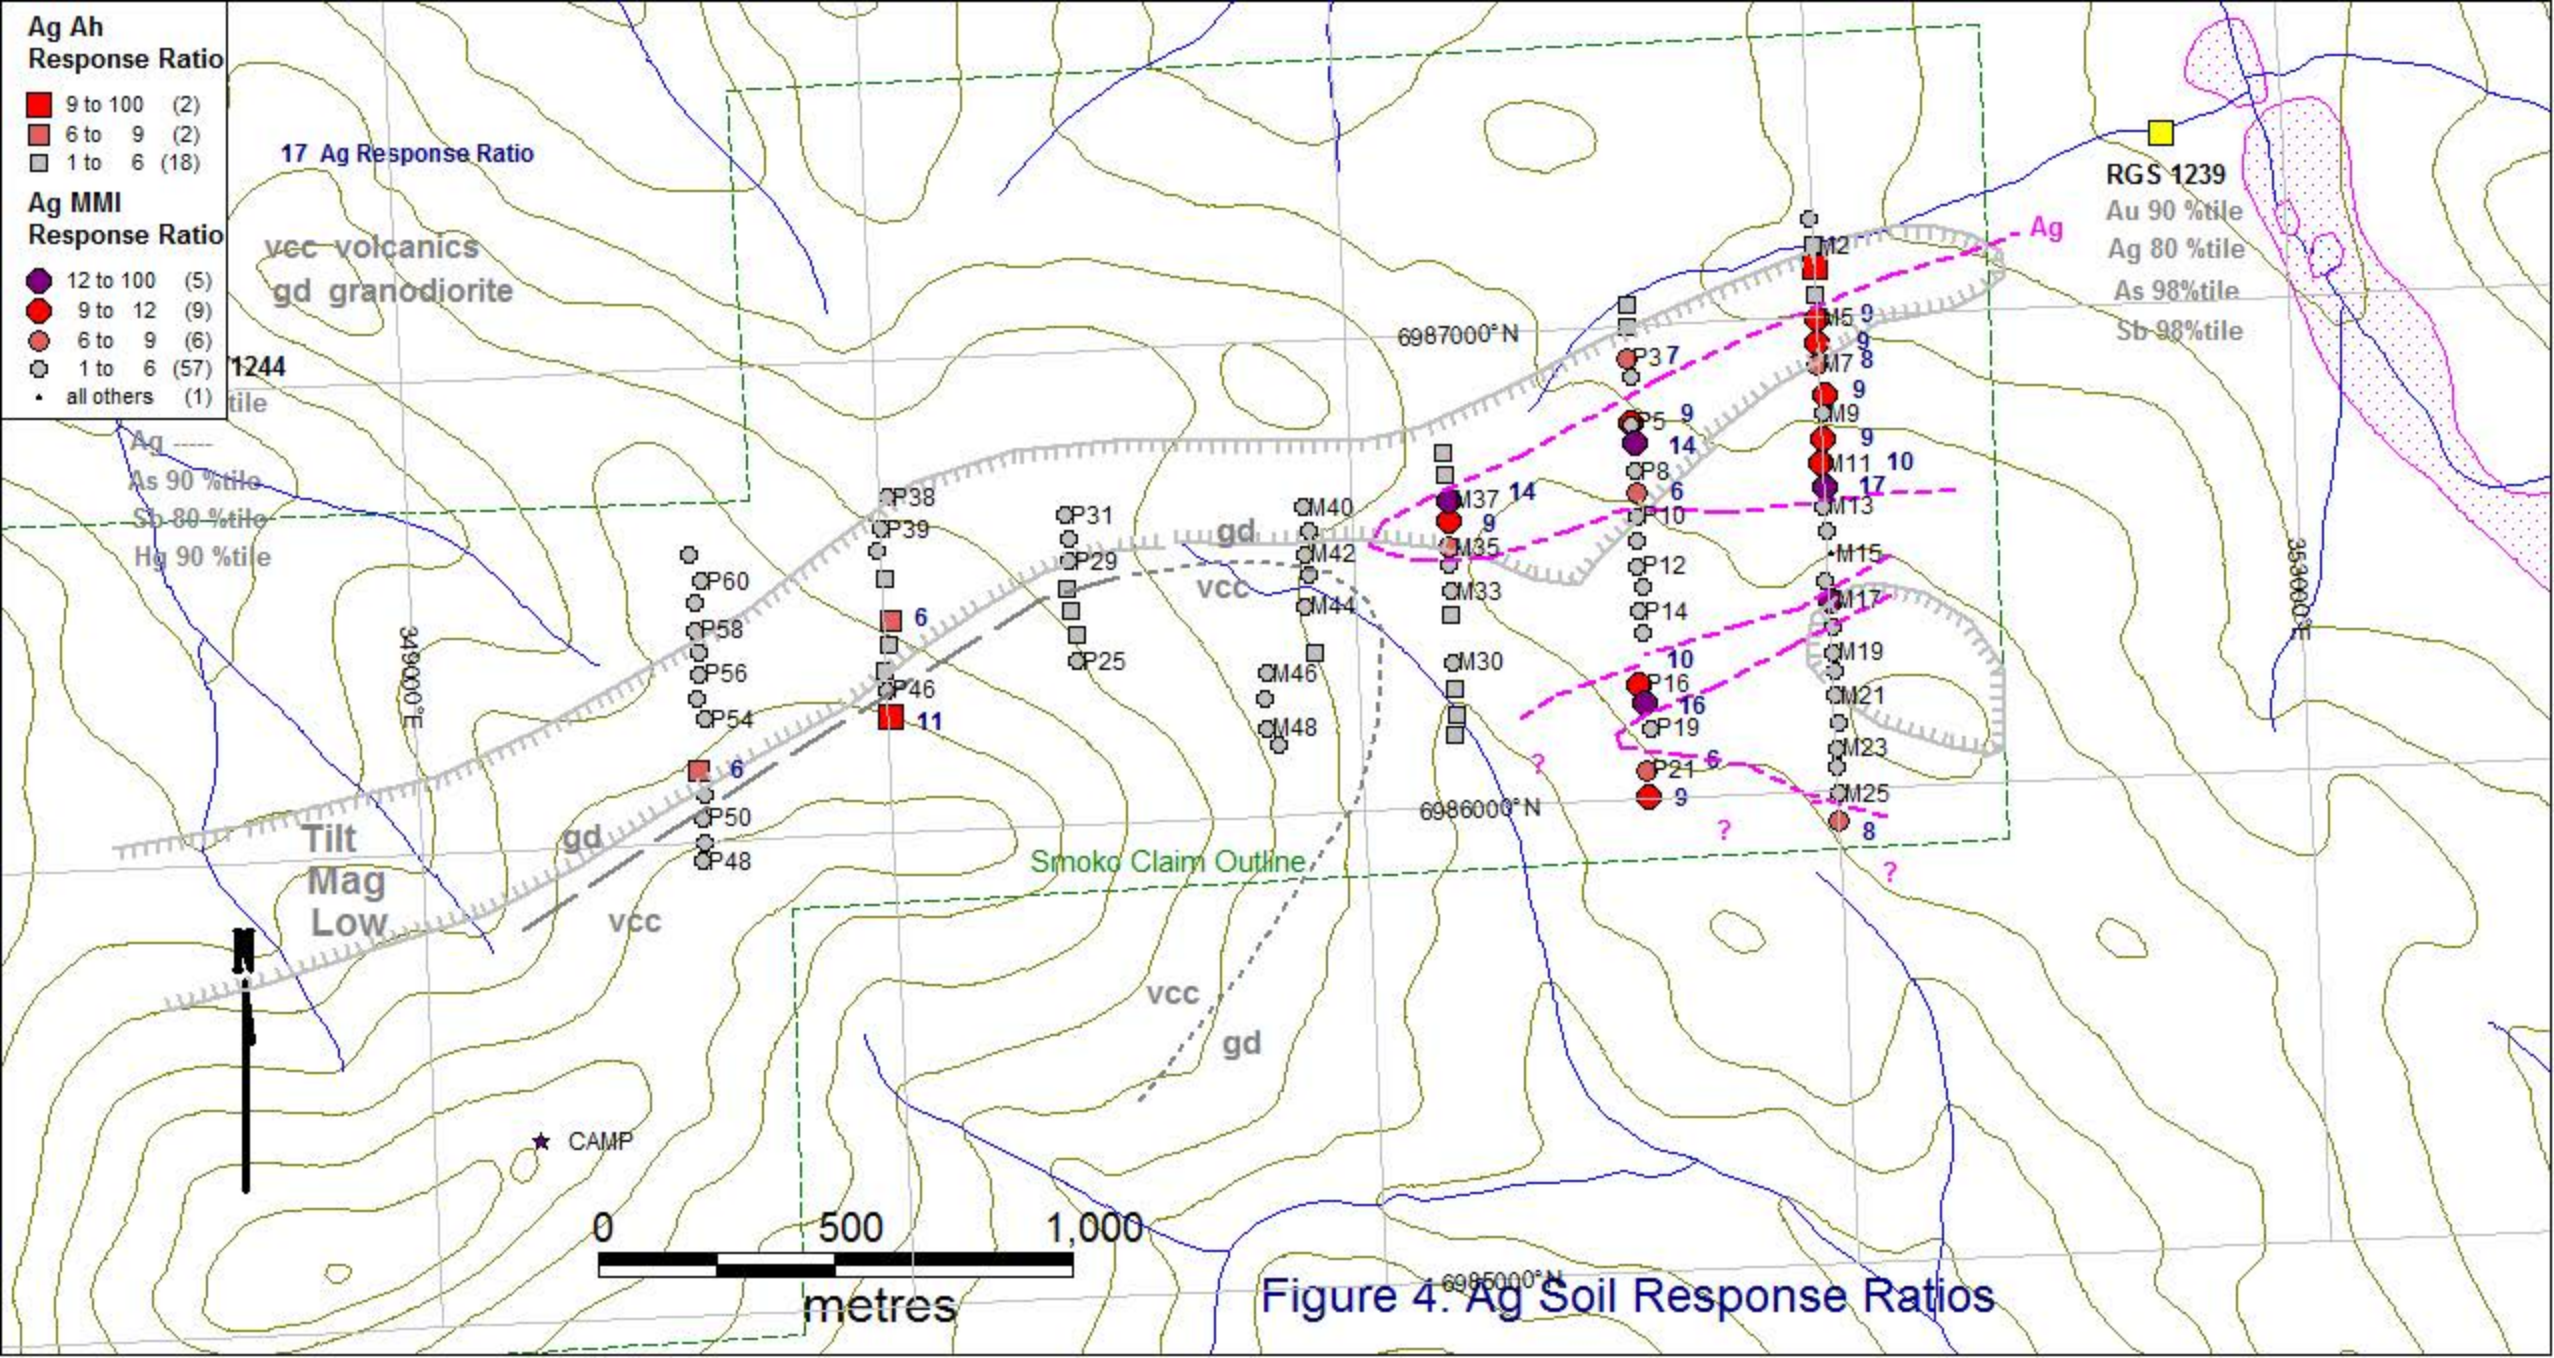 Ag Ah
Response Ratio
9 to 100 (2)
6 to 9 (2)
1 to 6 (18)
Ag MMI
Response Ratio
12 to 100 (5)
9 to 12 (9)
6 to 9 (6)
1 to 6 (57)
all others (1)
17 Ag Response Ratio
vcc volcanics
gd granodiorite
1244
tile
Ag -----
As 90 %tile
Sb 80 %tile
Hg 90 %tile
RGS 1239
Au 90 %tile
Ag 80 %tile
As 98%tile
Sb 98%tile
Ag
6987000°N
6986000°N
6985000°N
349000°E
353000°E
M2
M5 9
9
M7 8
9
M9
9
M11 10
17
M13
M15
M17
M19
M21
M23
M25
8
P3 7
P5 9
14
P8
6
P10
P12
P14
10
P16
16
P19
P21 6
9
M37 14
9
M35
M33
M30
M40
M42
M44
M46
M48
P31
P29
P25
P38
P39
6
P46
11
P60
P58
P56
P54
6
P50
P48
gd
vcc
gd
vcc
vcc
gd
?
?
?
Tilt
Mag
Low
Smoko Claim Outline
N
CAMP
0 500 1,000
metres
Figure 4. Ag Soil Response Ratios